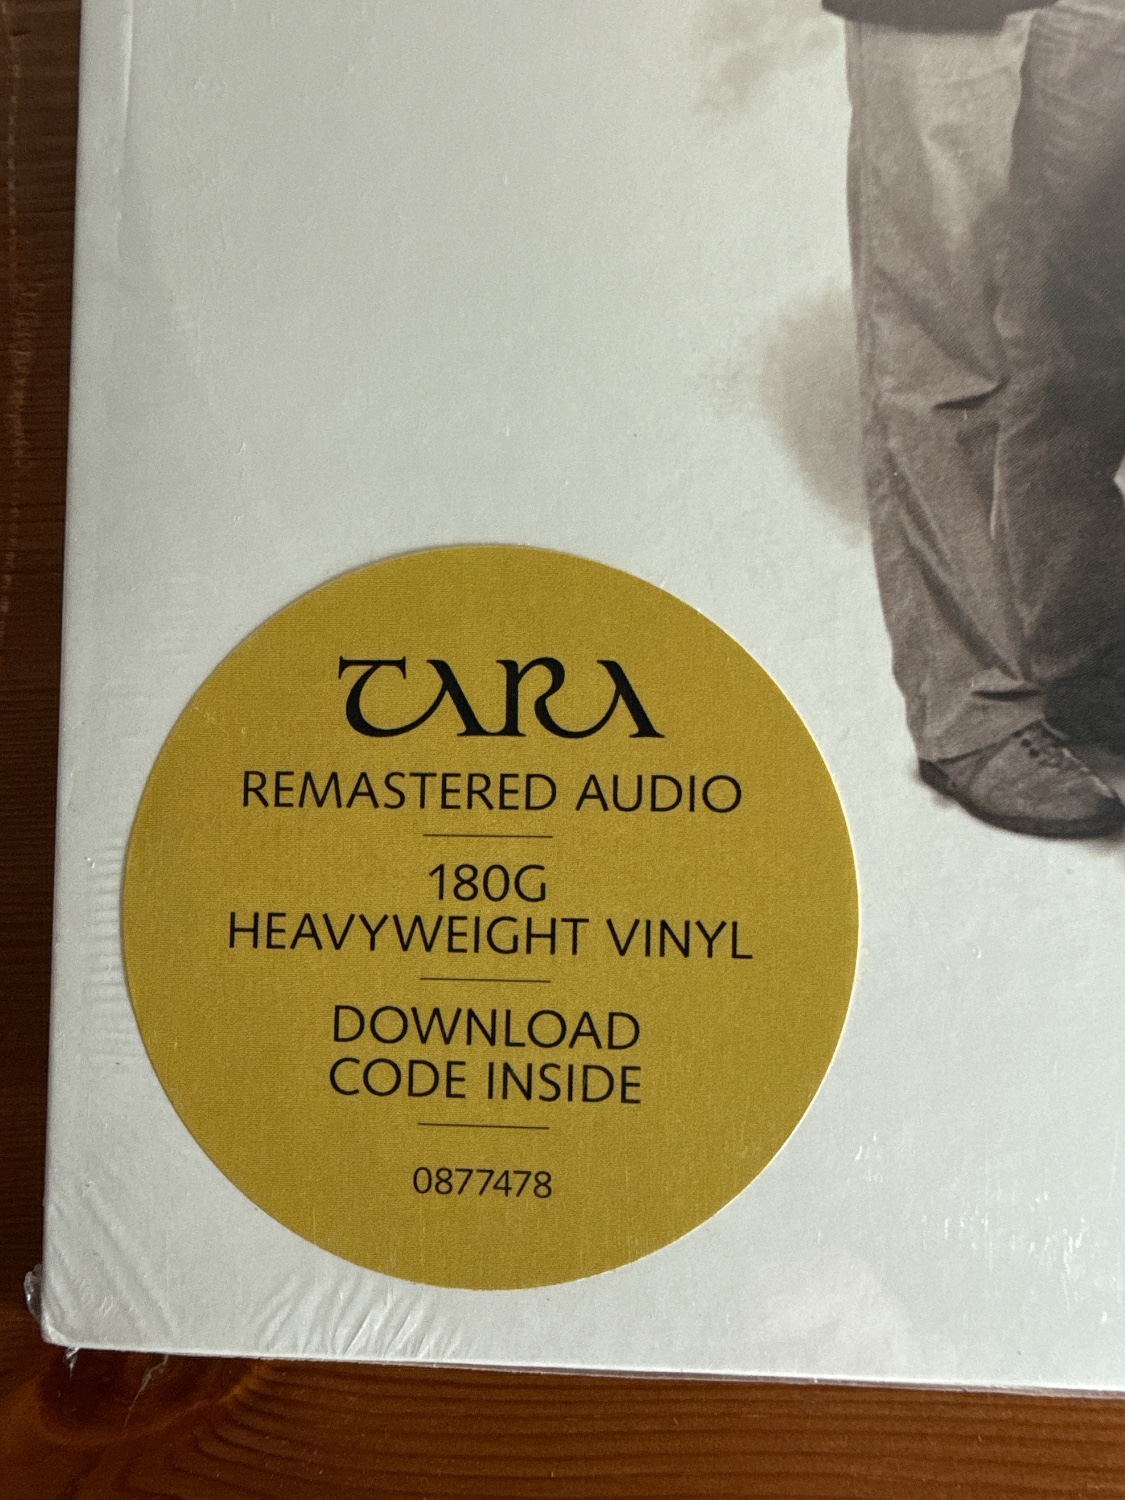 TARA
REMASTERED AUDIO
180G
HEAVYWEIGHT VINYL
DOWNLOAD
CODE INSIDE
0877478